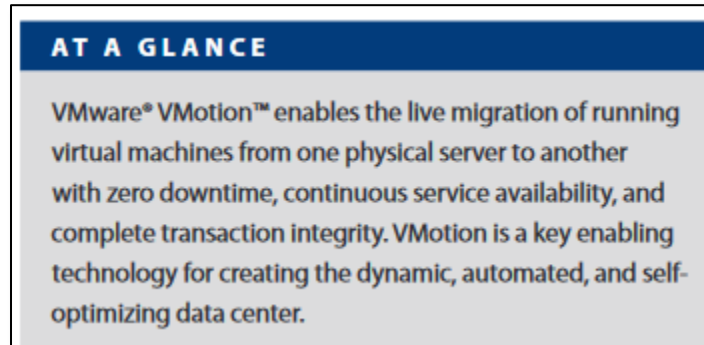 AT A GLANCE
VMware® VMotion™ enables the live migration of running
virtual machines from one physical server to another
with zero downtime, continuous service availability, and
complete transaction integrity. VMotion is a key enabling
technology for creating the dynamic, automated, and self-
optimizing data center.